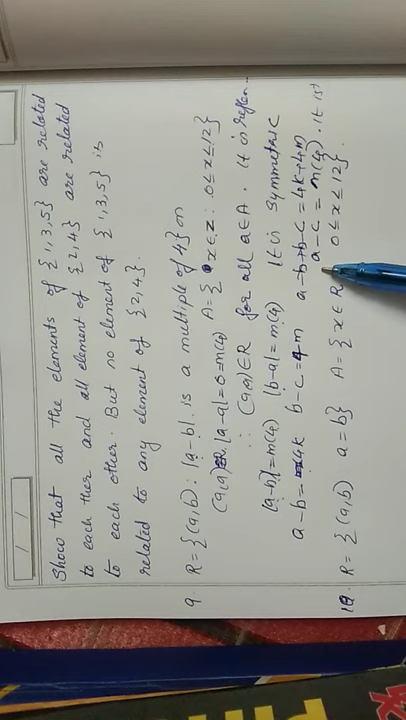 Show that all the elements of {1,3,5} are related
to each ther and all element of {2,4} are related
to each other. But no element of {1,3,5} is
related to any element of {2,4}.
9. R = {(a,b): |a-b| is a multiple of 4} on
A = {x ∈ Z : 0≤x≤12}
(a,a) |a-a| = 0 = m(4)
∴ (a,a) ∈ R for all a ∈ A. It is reflex..
|a-b| = m(4) |b-a| = m(4) It is symmetric
a-b = 4k b-c = 4m a-b+b-c = 4k+4m
a-c = m(4). it is t
10 R = {(a,b) a=b} A = {x ∈ R 0≤x≤12}.